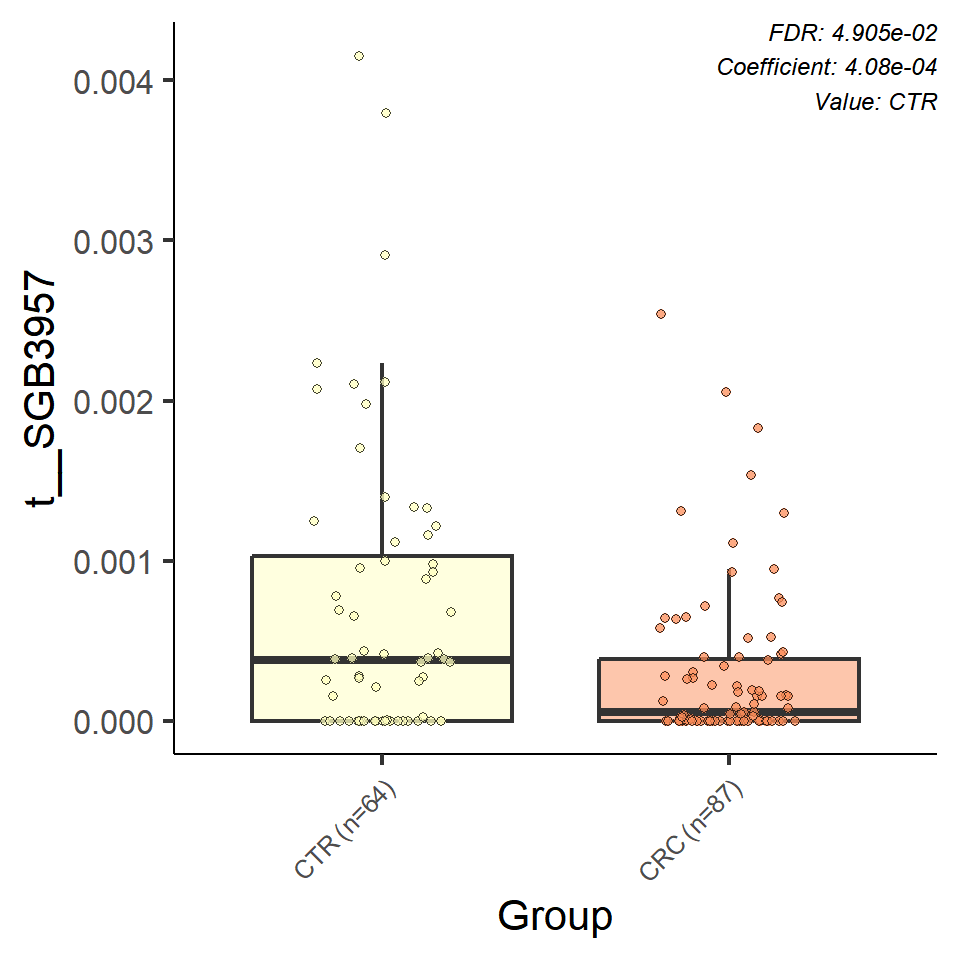 FDR: 4.905e-02
Coefficient: 4.08e-04
Value: CTR
t__SGB3957
0.004
0.003
0.002
0.001
0.000
CTR (n=64)
CRC (n=87)
Group